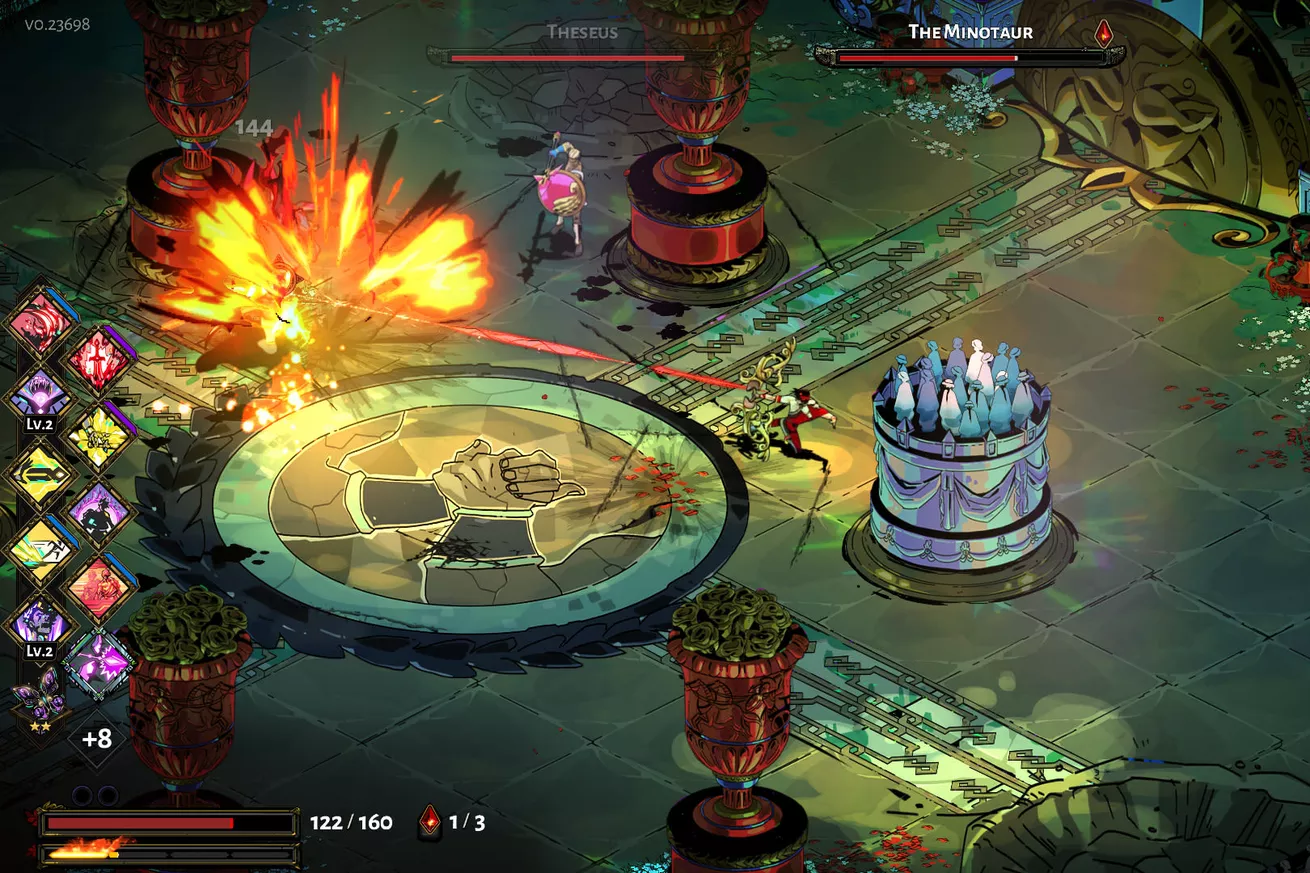 V0.23698
THESEUS
THE MINOTAUR
144
Lv.2
Lv.2
+8
122 / 160
1 / 3